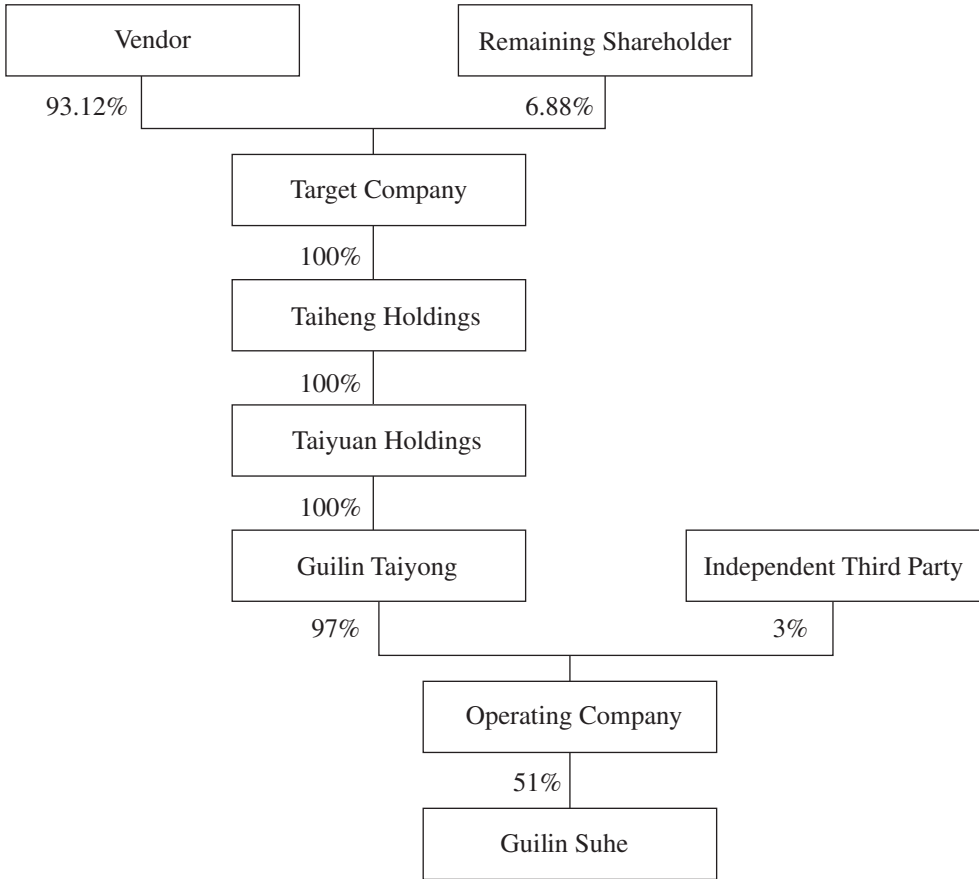 Vendor
Remaining Shareholder
93.12%
6.88%
Target Company
100%
Taiheng Holdings
100%
Taiyuan Holdings
100%
Guilin Taiyong
Independent Third Party
97%
3%
Operating Company
51%
Guilin Suhe